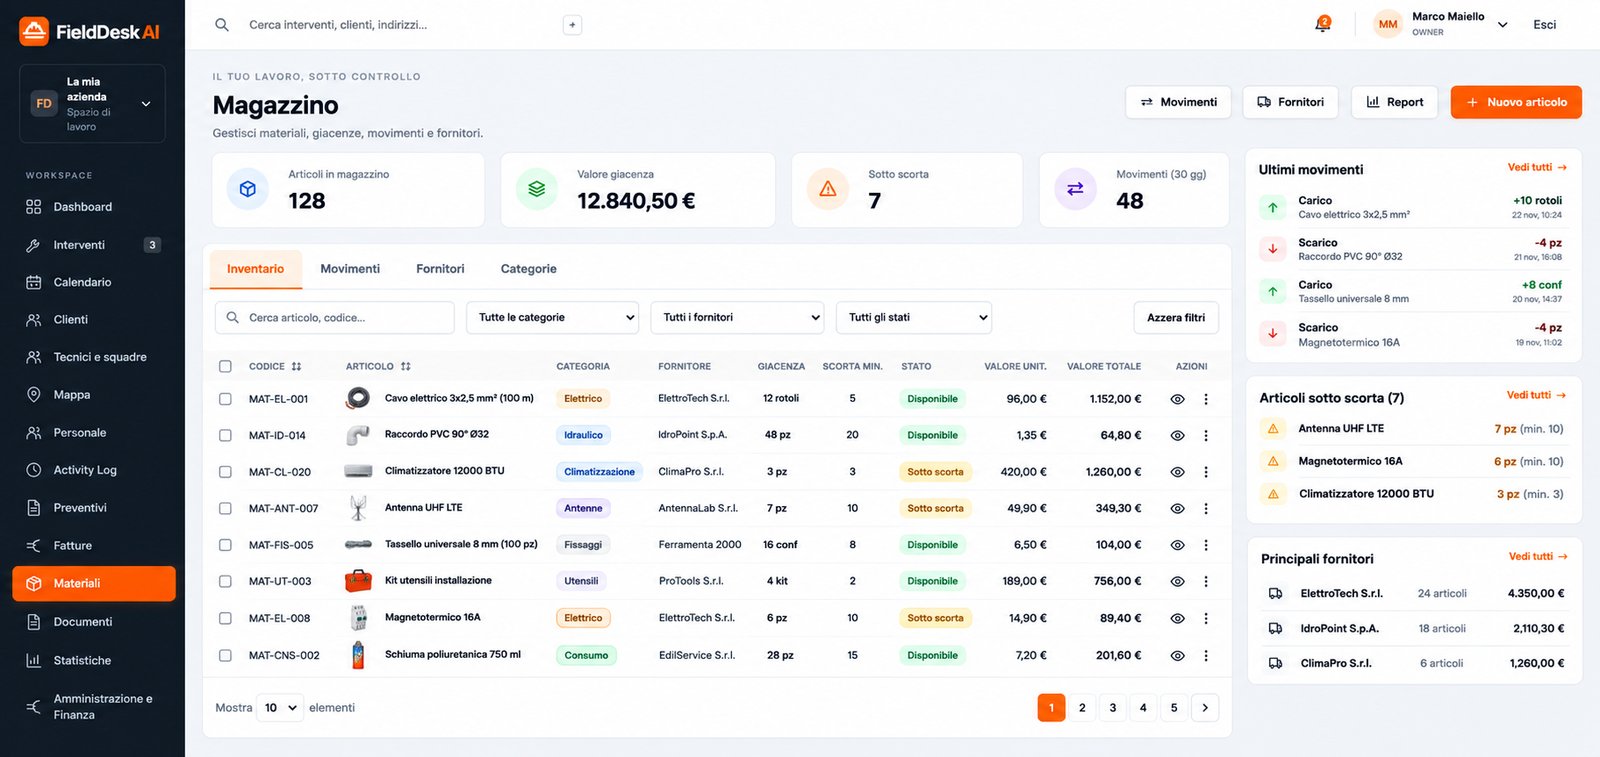 FieldDesk AI
FD
La mia
azienda
Spazio di
lavoro
WORKSPACE
Dashboard
Interventi 3
Calendario
Clienti
Tecnici e squadre
Mappa
Personale
Activity Log
Preventivi
Fatture
Materiali
Documenti
Statistiche
Amministrazione e
Finanza
Cerca interventi, clienti, indirizzi...
+
2
MM
Marco Maiello
OWNER
Esci
IL TUO LAVORO, SOTTO CONTROLLO
Magazzino
Gestisci materiali, giacenze, movimenti e fornitori.
Movimenti
Fornitori
Report
+ Nuovo articolo
Articoli in magazzino
128
Valore giacenza
12.840,50 €
Sotto scorta
7
Movimenti (30 gg)
48
Inventario Movimenti Fornitori Categorie
Cerca articolo, codice... Tutte le categorie Tutti i fornitori Tutti gli stati Azzera filtri
CODICE ARTICOLO CATEGORIA FORNITORE GIACENZA SCORTA MIN. STATO VALORE UNIT. VALORE TOTALE AZIONI
MAT-EL-001 Cavo elettrico 3x2,5 mm² (100 m) Elettrico ElettroTech S.r.l. 12 rotoli 5 Disponibile 96,00 € 1.152,00 €
MAT-ID-014 Raccordo PVC 90° Ø32 Idraulico IdroPoint S.p.A. 48 pz 20 Disponibile 1,35 € 64,80 €
MAT-CL-020 Climatizzatore 12000 BTU Climatizzazione ClimaPro S.r.l. 3 pz 3 Sotto scorta 420,00 € 1.260,00 €
MAT-ANT-007 Antenna UHF LTE Antenne AntennaLab S.r.l. 7 pz 10 Sotto scorta 49,90 € 349,30 €
MAT-FIS-005 Tassello universale 8 mm (100 pz) Fissaggi Ferramenta 2000 16 conf 8 Disponibile 6,50 € 104,00 €
MAT-UT-003 Kit utensili installazione Utensili ProTools S.r.l. 4 kit 2 Disponibile 189,00 € 756,00 €
MAT-EL-008 Magnetotermico 16A Elettrico ElettroTech S.r.l. 6 pz 10 Sotto scorta 14,90 € 89,40 €
MAT-CNS-002 Schiuma poliuretanica 750 ml Consumo EdilService S.r.l. 28 pz 15 Disponibile 7,20 € 201,60 €
Mostra 10 elementi
1 2 3 4 5
Ultimi movimenti Vedi tutti →
Carico +10 rotoli
Cavo elettrico 3x2,5 mm² 22 nov, 10:24
Scarico -4 pz
Raccordo PVC 90° Ø32 21 nov, 16:08
Carico +8 conf
Tassello universale 8 mm 20 nov, 14:37
Scarico -4 pz
Magnetotermico 16A 19 nov, 11:02
Articoli sotto scorta (7) Vedi tutti →
Antenna UHF LTE 7 pz (min. 10)
Magnetotermico 16A 6 pz (min. 10)
Climatizzatore 12000 BTU 3 pz (min. 3)
Principali fornitori Vedi tutti →
ElettroTech S.r.l. 24 articoli 4.350,00 €
IdroPoint S.p.A. 18 articoli 2,110,30 €
ClimaPro S.r.l. 6 articoli 1,260,00 €